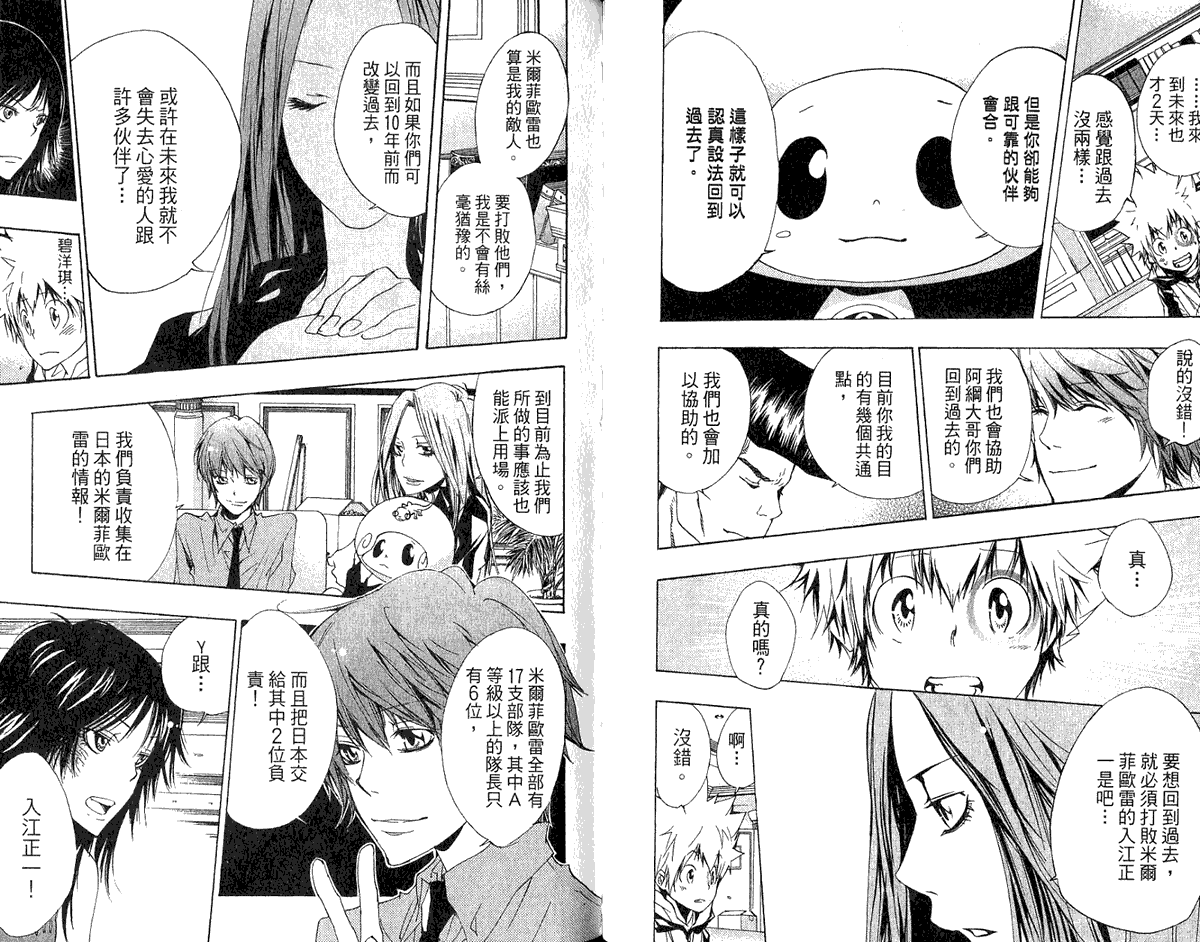 …我來
到未來也
才2天…
感覺跟過去
沒兩樣…
但是你卻能夠
跟可靠的伙伴
會合。
這樣子就可以
認真設法回到
過去了。
說的沒錯！
我們也會協助
阿綱大哥你們
回到過去的。
目前你我的目
的有幾個共通
點，
我們也會加
以協助的。
真…
真的嗎？
要想回到過去，
就必須打敗米爾
菲歐雷的入江正
一是吧…
啊…
沒錯。
米爾菲歐雷也
算是我的敵人。
要打敗他們，
我是不會有絲
毫猶豫的。
而且如果你們可
以回到10年前而
改變過去，
或許在未來我就不
會失去心愛的人跟
許多伙伴了…
碧洋琪…
到目前為止我們
所做的事應該也
能派上用場。
我們負責收集在
日本的米爾菲歐
雷的情報！
米爾菲歐雷全部有
17支部隊，其中A
等級以上的隊長只
有6位，
而且把日本交
給其中2位負
責！
Y跟…
入江正一！